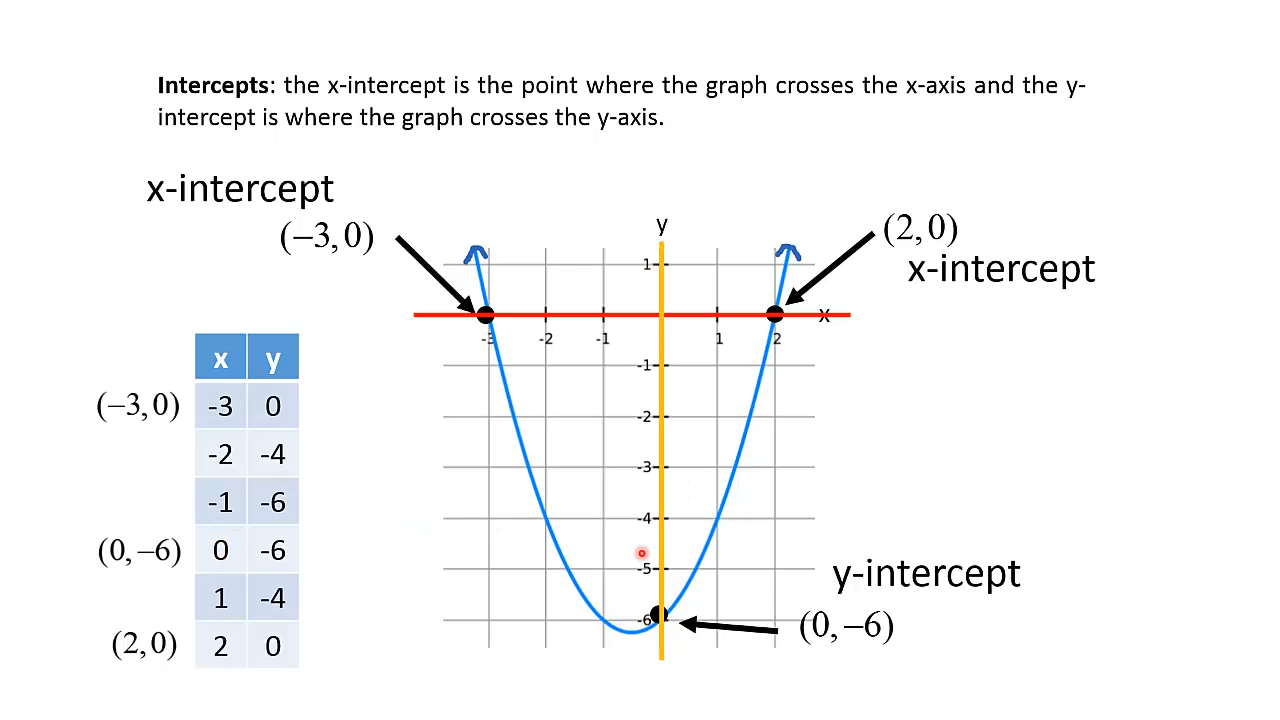 Intercepts: the x-intercept is the point where the graph crosses the x-axis and the y-
intercept is where the graph crosses the y-axis.
x-intercept
(−3,0)
(2,0)
x-intercept
y
1
x
-3 -2 -1 1 2
-1
-2
-3
-4
-5
-6
y-intercept
(0,−6)
x y
(−3,0) -3 0
-2 -4
-1 -6
(0,−6) 0 -6
1 -4
(2,0) 2 0